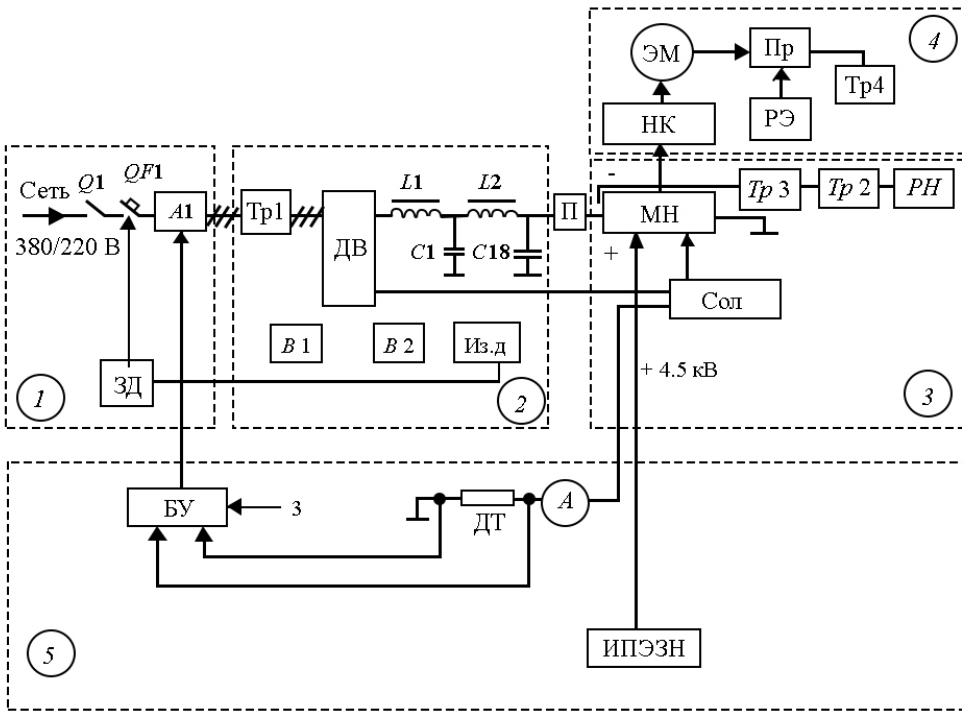 ЭМ
Пр
4
Тр4
НК
РЭ
Сеть
Q1
QF1
A1
380/220 В
ЗД
1
Тр1
ДВ
L1
L2
C1
C18
В 1
В 2
Из.д
2
П
-
МН
+
Тр 3
Тр 2
РН
Сол
+ 4.5 кВ
3
БУ
3
ДТ
А
ИПЭЗН
5